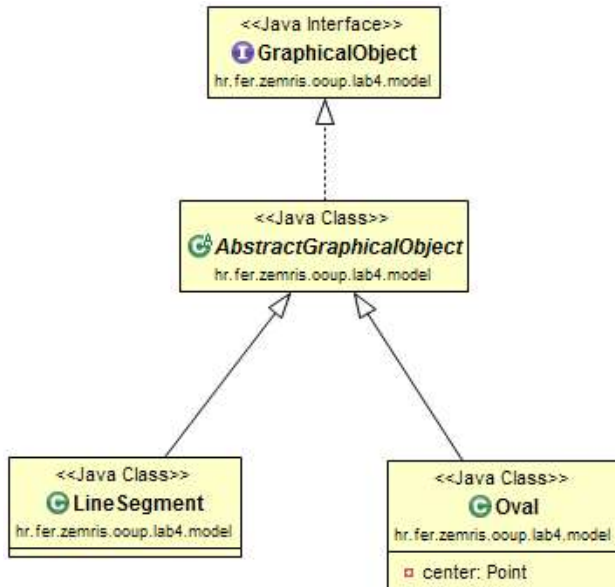 <<Java Interface>>
GraphicalObject
hr.fer.zemris.ooup.lab4.model
<<Java Class>>
AbstractGraphicalObject
hr.fer.zemris.ooup.lab4.model
<<Java Class>>
LineSegment
hr.fer.zemris.ooup.lab4.model
<<Java Class>>
Oval
hr.fer.zemris.ooup.lab4.model
center: Point